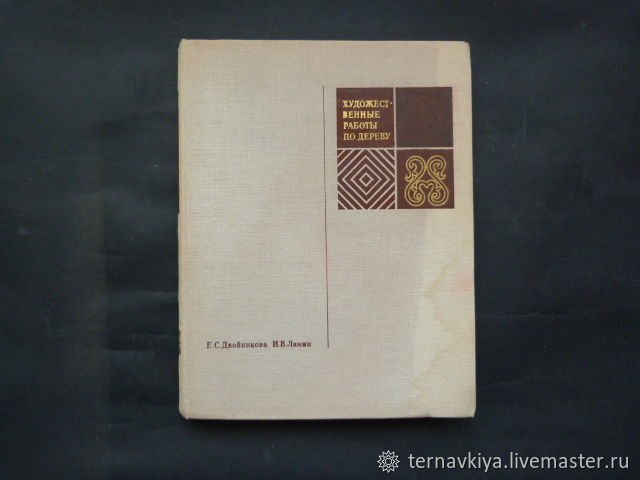 ХУДОЖЕСТ-
ВЕННЫЕ
РАБОТЫ
ПО ДЕРЕВУ
Е.С.Двойникова И.В.Лямин
ternavkiya.livemaster.ru